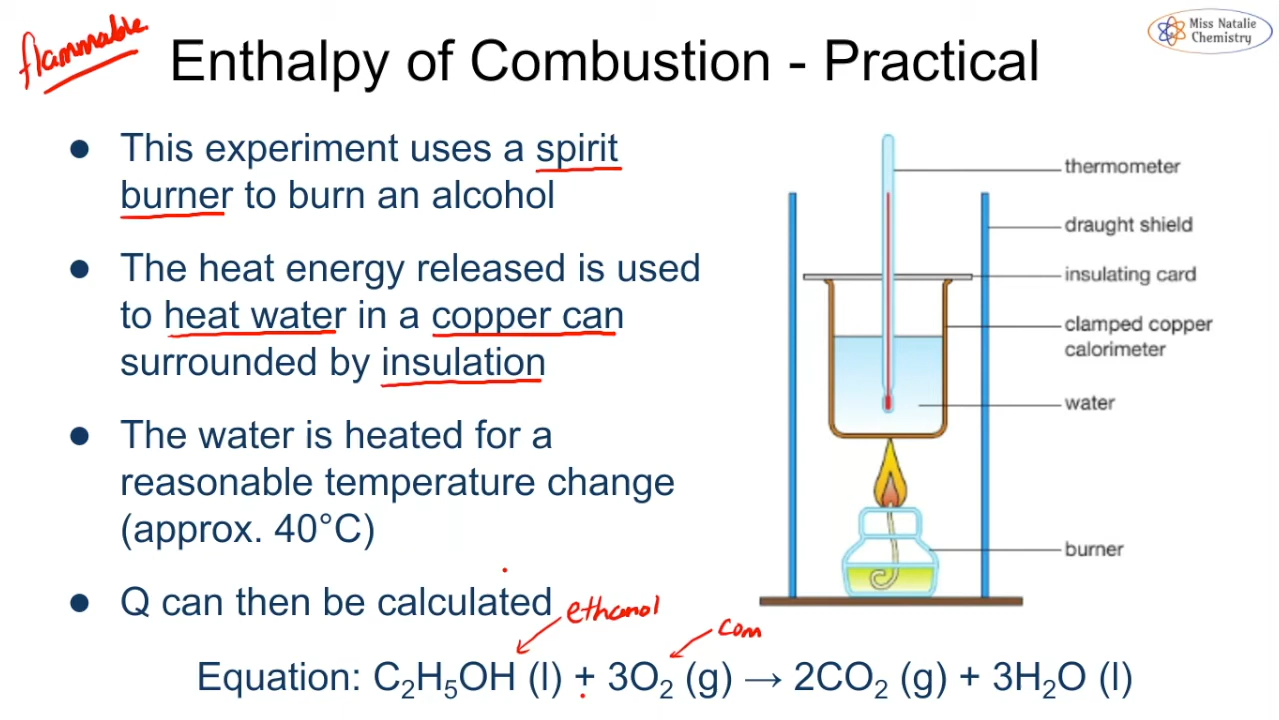 flammable
Enthalpy of Combustion - Practical
Miss Natalie
Chemistry
● This experiment uses a spirit
burner to burn an alcohol
● The heat energy released is used
to heat water in a copper can
surrounded by insulation
● The water is heated for a
reasonable temperature change
(approx. 40°C)
● Q can then be calculated
ethanol
com
Equation: C₂H₅OH (l) + 3O₂ (g) → 2CO₂ (g) + 3H₂O (l)
thermometer
draught shield
insulating card
clamped copper
calorimeter
water
burner